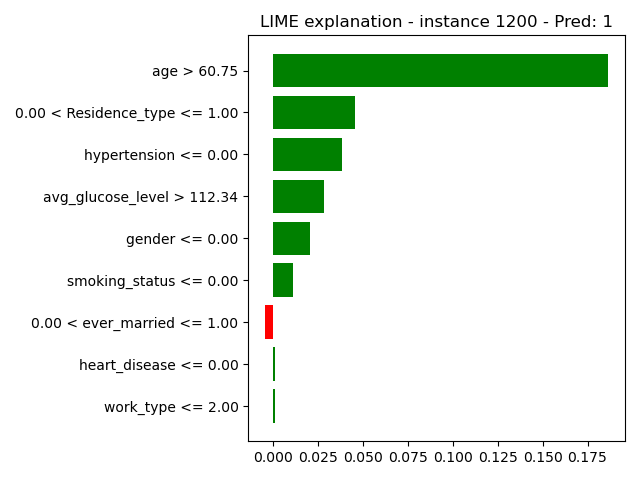 LIME explanation - instance 1200 - Pred: 1
age > 60.75
0.00 < Residence_type <= 1.00
hypertension <= 0.00
avg_glucose_level > 112.34
gender <= 0.00
smoking_status <= 0.00
0.00 < ever_married <= 1.00
heart_disease <= 0.00
work_type <= 2.00
0.000 0.025 0.050 0.075 0.100 0.125 0.150 0.175